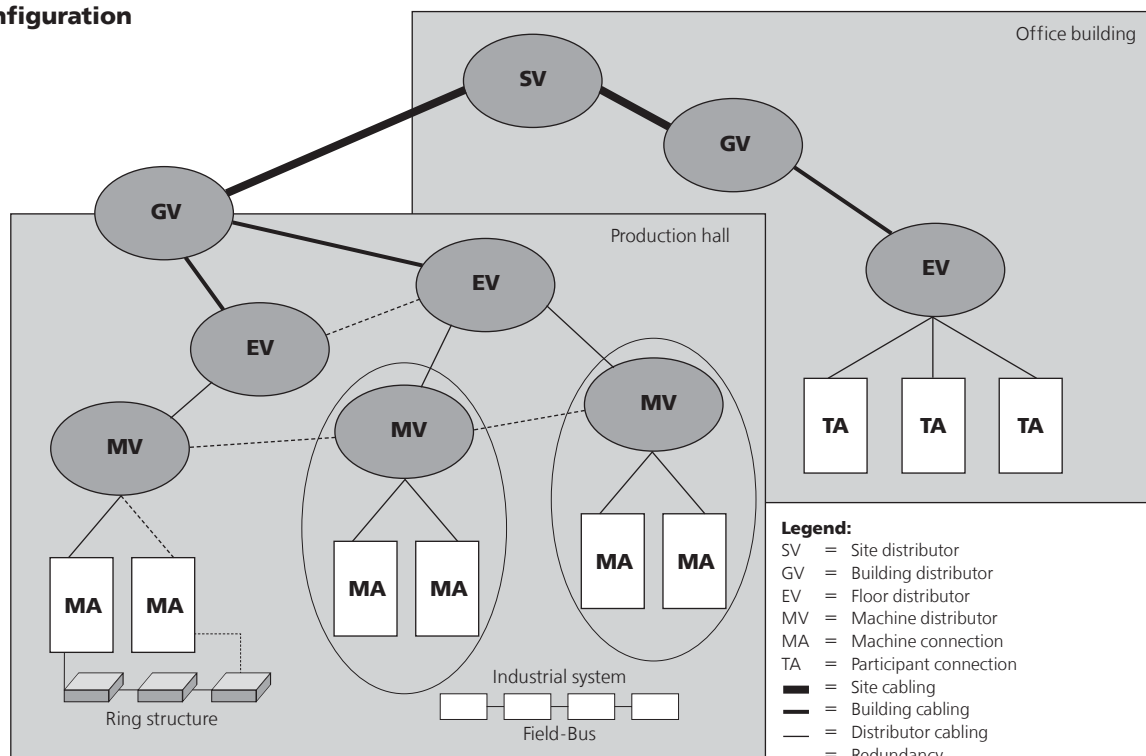 nfiguration
Office building
SV
GV
GV
Production hall
EV
EV
EV
MV
MV
MV
TA
TA
TA
MA
MA
MA
MA
MA
MA
Ring structure
Industrial system
Field-Bus
Legend:
SV = Site distributor
GV = Building distributor
EV = Floor distributor
MV = Machine distributor
MA = Machine connection
TA = Participant connection
= Site cabling
= Building cabling
= Distributor cabling
= Redundancy